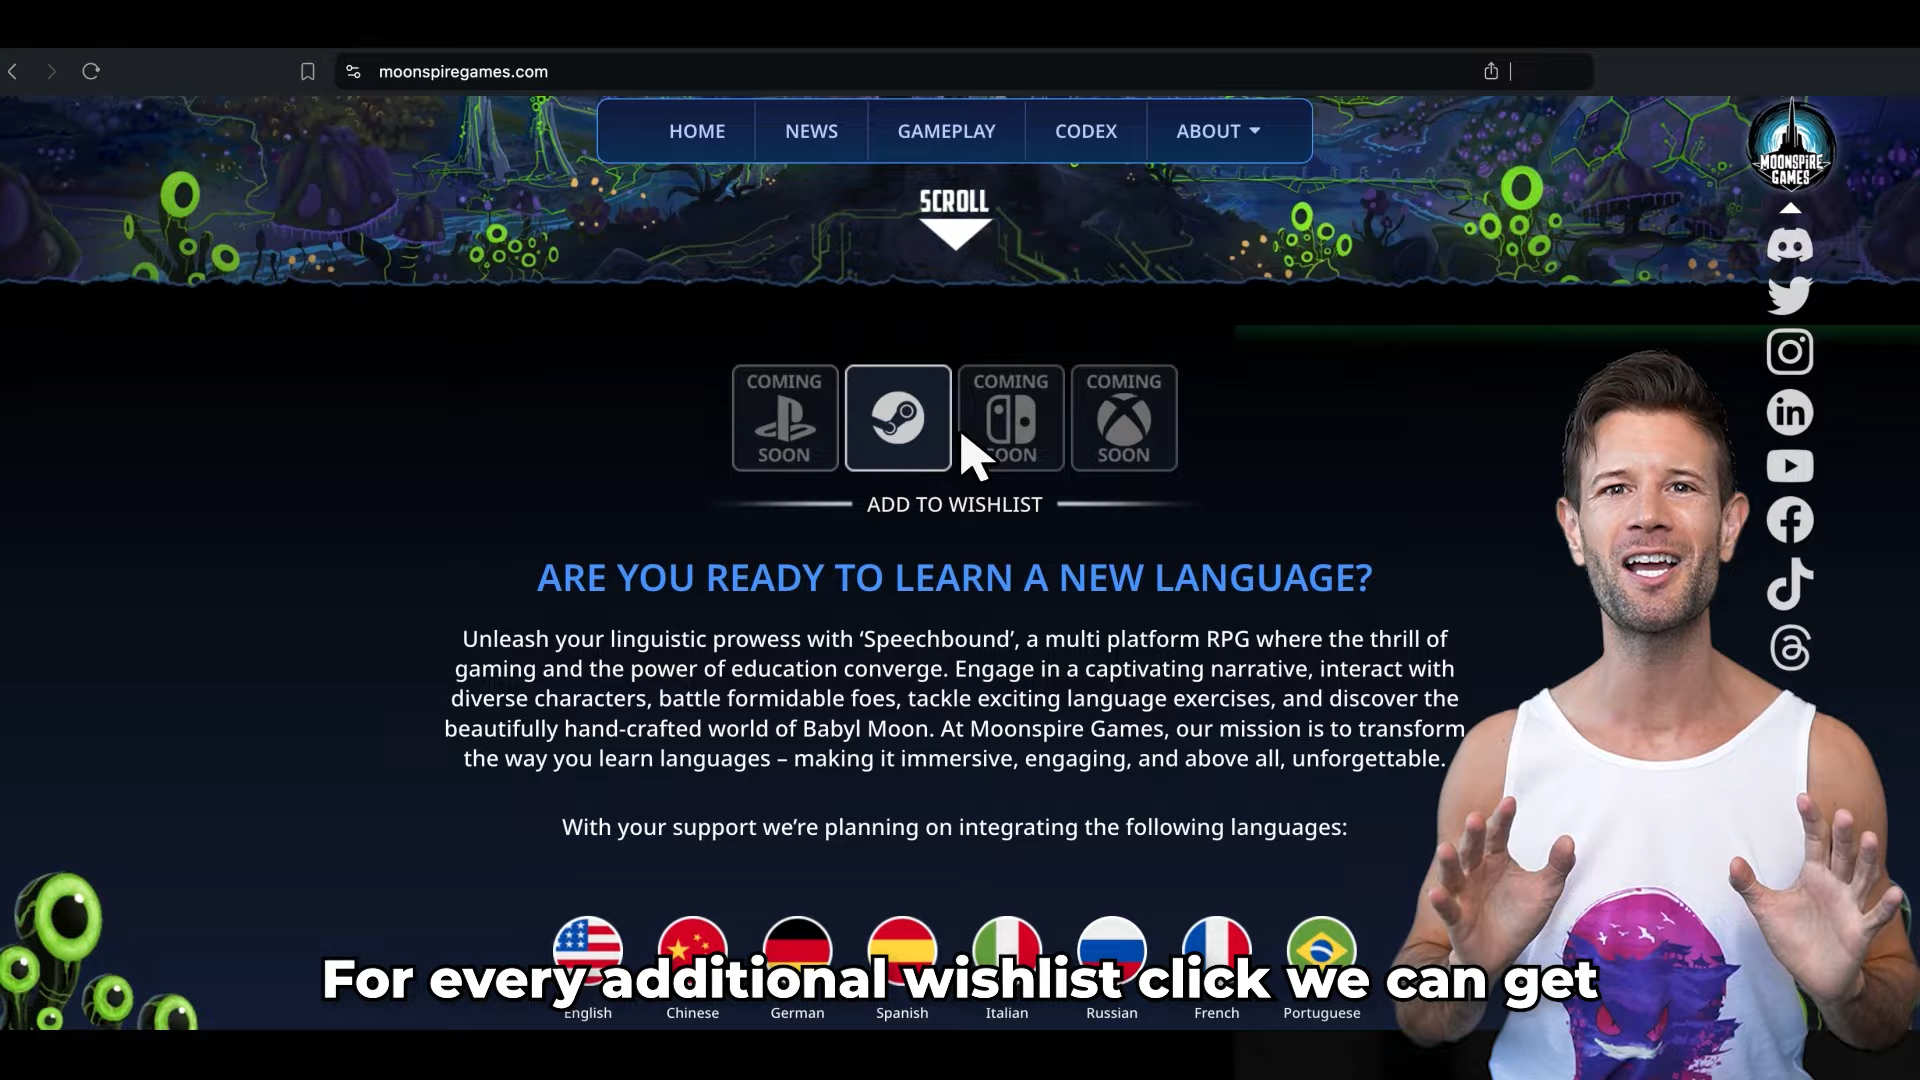 moonspiregames.com
HOME NEWS GAMEPLAY CODEX ABOUT
MOONSPIRE
GAMES
SCROLL
COMING SOON
COMING SOON
COMING SOON
ADD TO WISHLIST
ARE YOU READY TO LEARN A NEW LANGUAGE?
Unleash your linguistic prowess with ‘Speechbound’, a multi platform RPG where the thrill of
gaming and the power of education converge. Engage in a captivating narrative, interact with
diverse characters, battle formidable foes, tackle exciting language exercises, and discover the
beautifully hand-crafted world of Babyl Moon. At Moonspire Games, our mission is to transform
the way you learn languages – making it immersive, engaging, and above all, unforgettable.
With your support we’re planning on integrating the following languages:
For every additional wishlist click we can get
English Chinese German Spanish Italian Russian French Portuguese